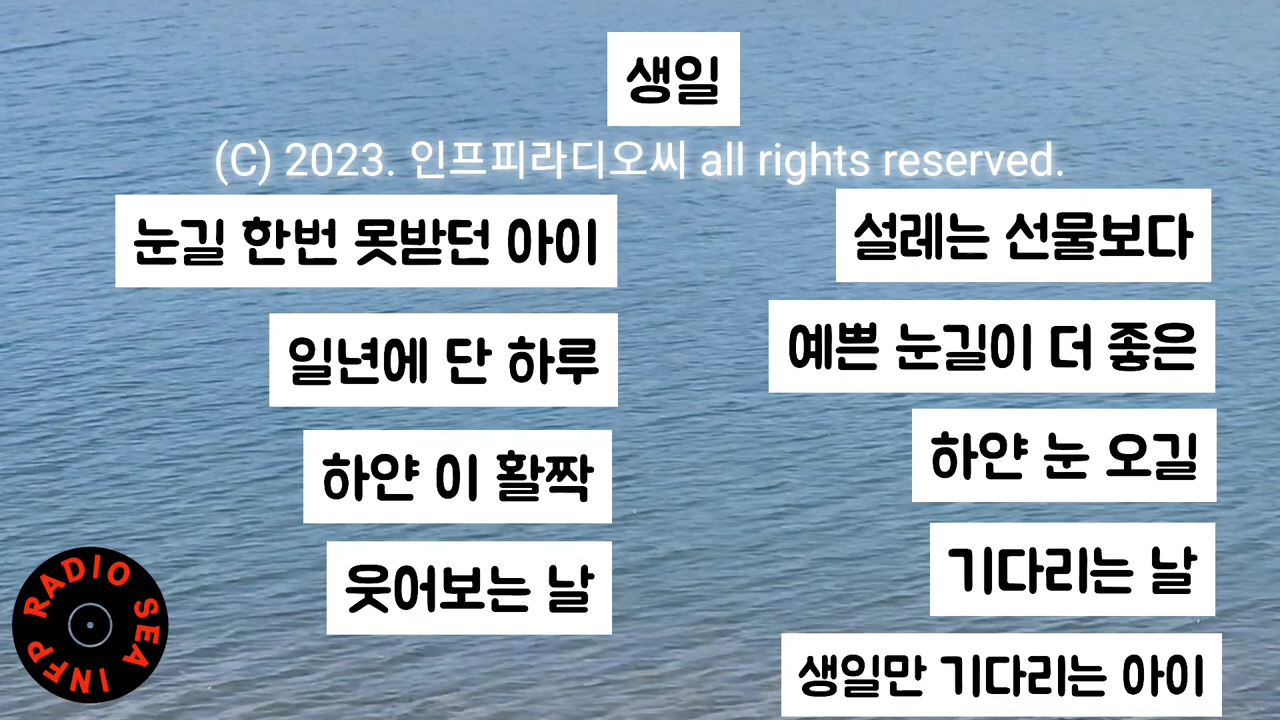 생일
(C) 2023. 인프피라디오씨 all rights reserved.
눈길 한번 못받던 아이
일년에 단 하루
하얀 이 활짝
웃어보는 날
설레는 선물보다
예쁜 눈길이 더 좋은
하얀 눈 오길
기다리는 날
생일만 기다리는 아이
INFP RADIO SEA